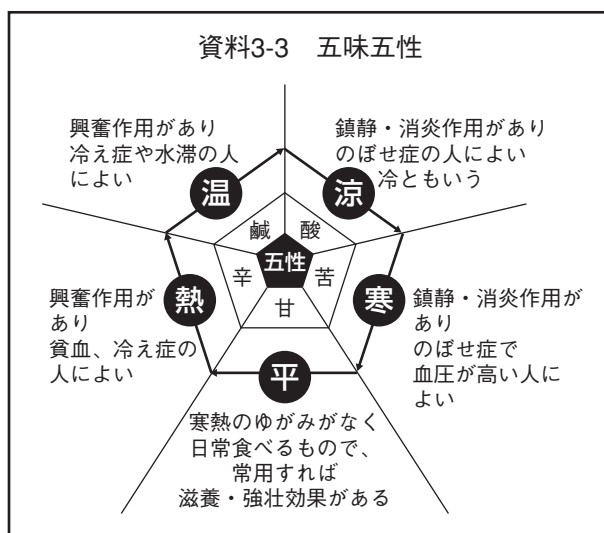 資料3-3　五味五性
興奮作用があり
冷え症や水滞の人
によい
鎮静・消炎作用があり
のぼせ症の人によい
冷ともいう
温
涼
鹹
酸
五性
辛
苦
甘
熱
寒
平
興奮作用が
あり
貧血、冷え症の
人によい
鎮静・消炎作用が
あり
のぼせ症で
血圧が高い人に
よい
寒熱のゆがみがなく
日常食べるもので、
常用すれば
滋養・強壮効果がある